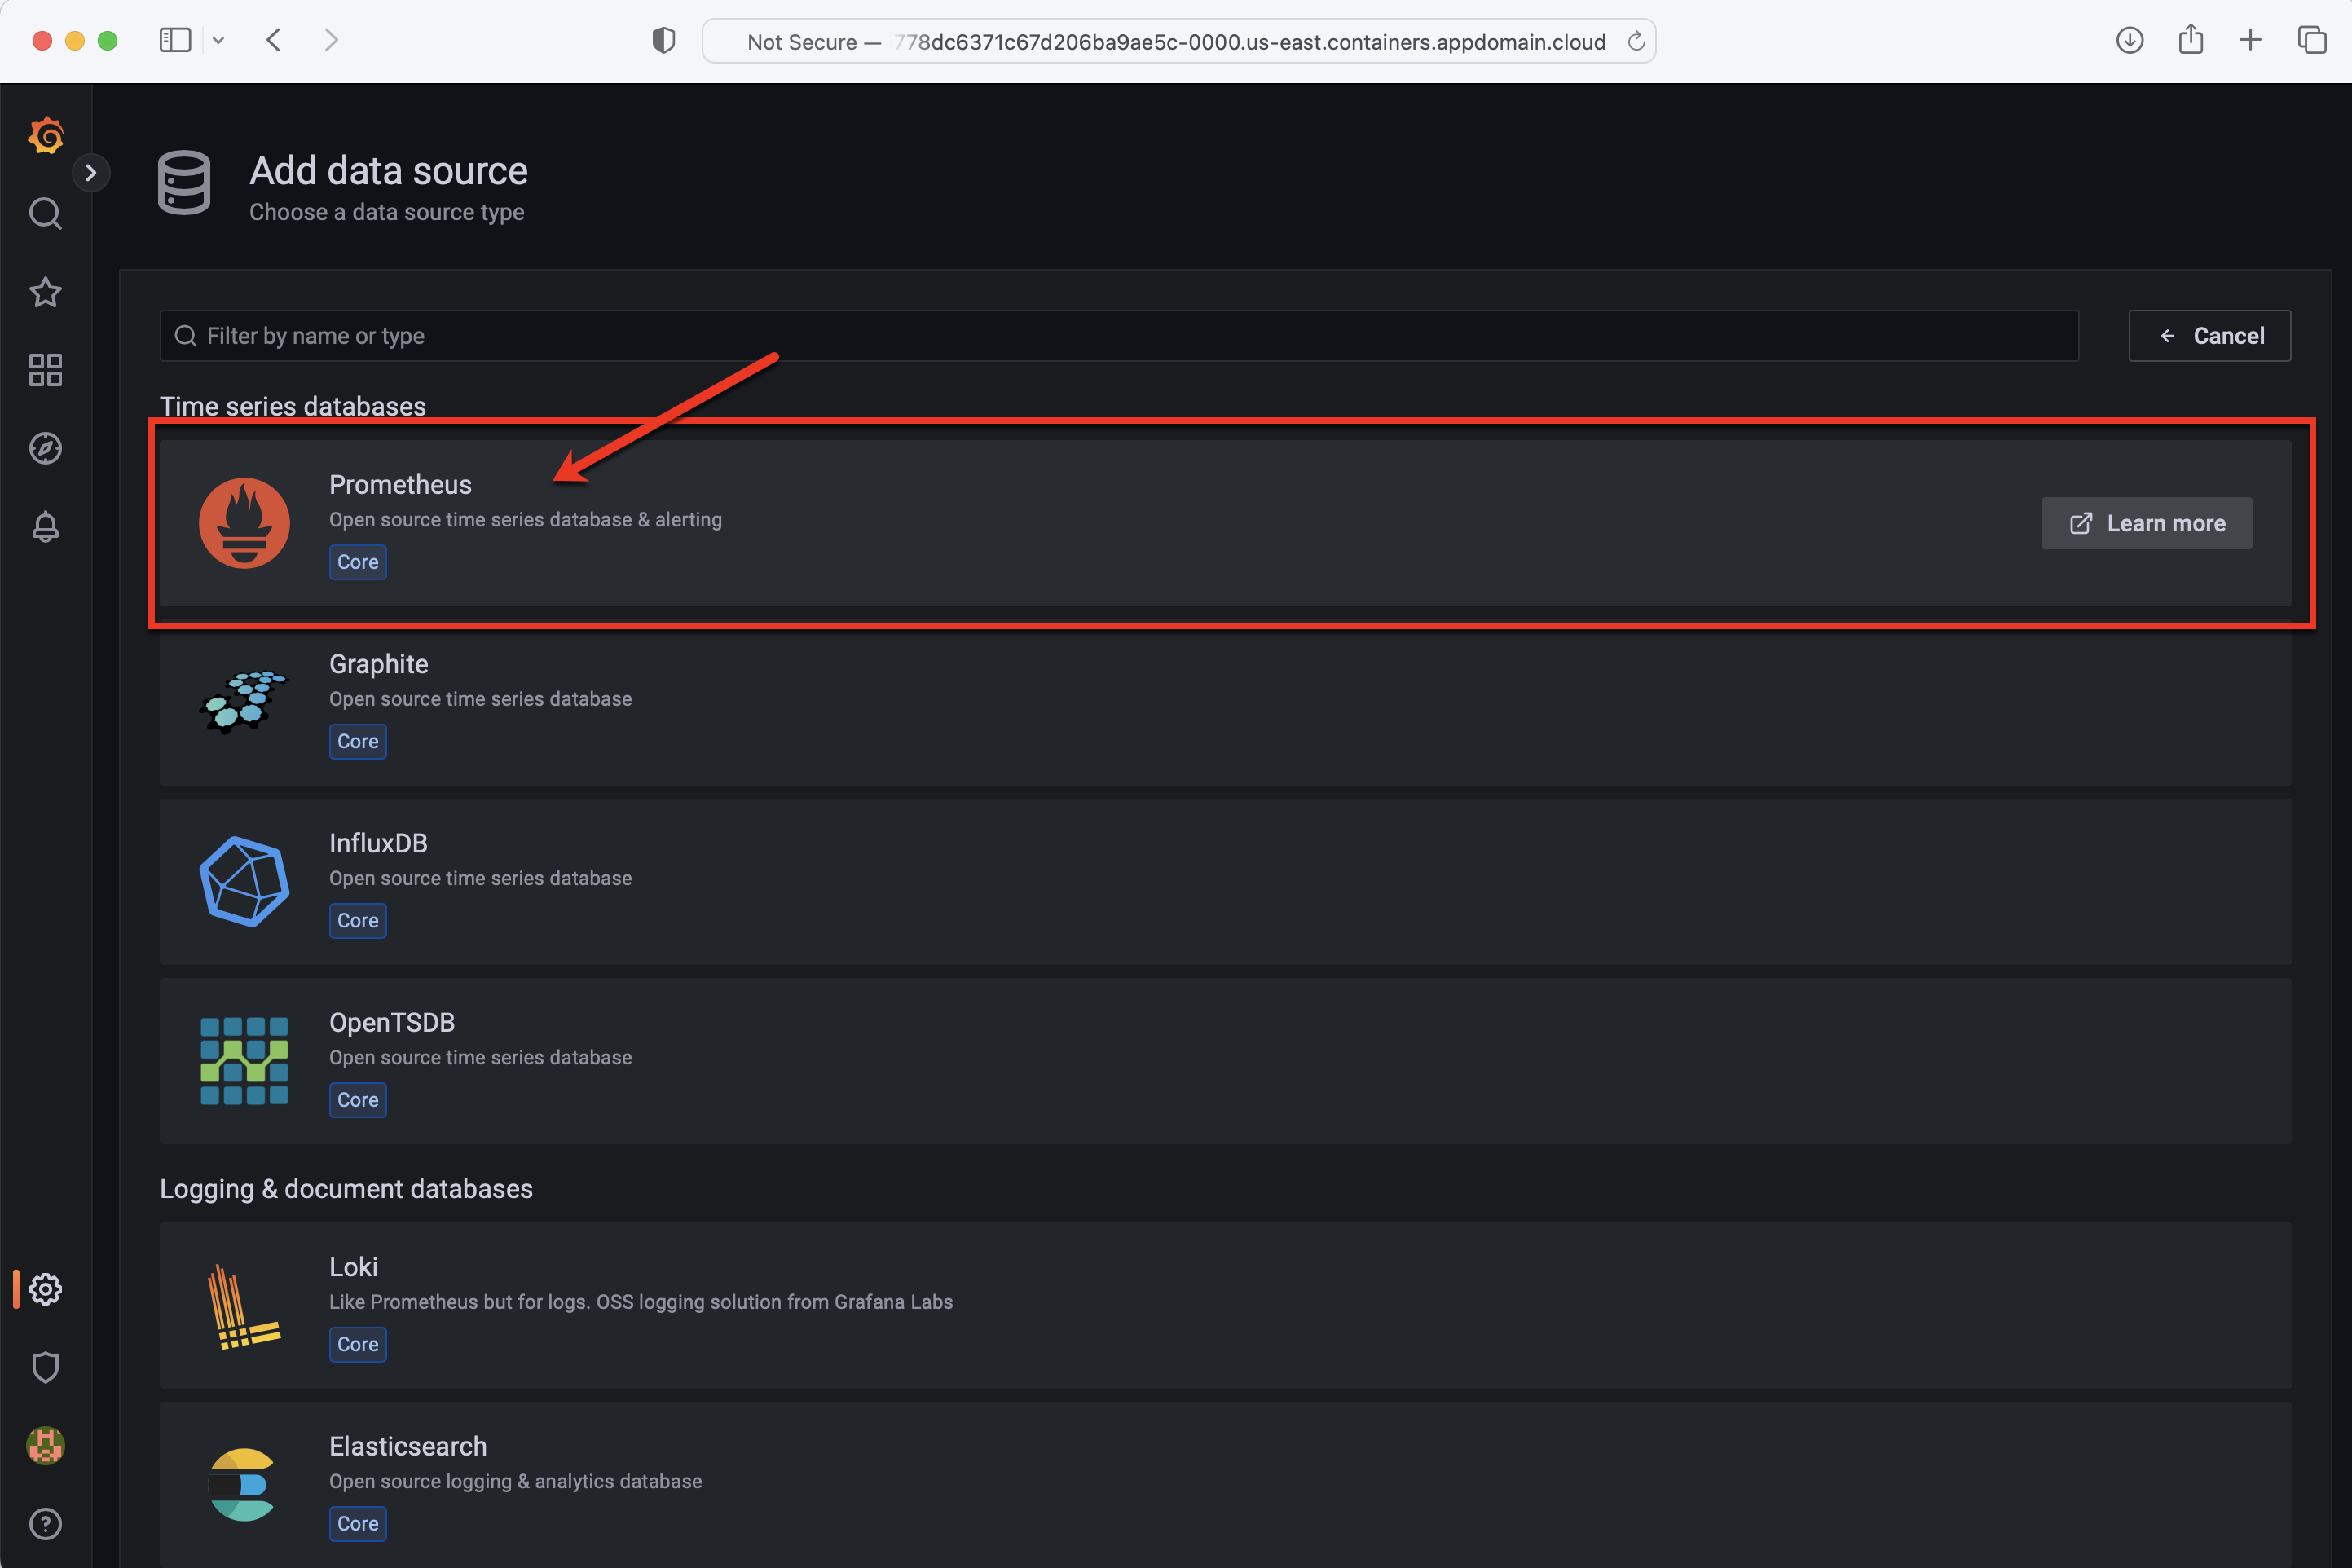 Not Secure — 778dc6371c67d206ba9ae5c-0000.us-east.containers.appdomain.cloud
Add data source
Choose a data source type
Filter by name or type
← Cancel
Time series databases
Prometheus
Open source time series database & alerting
Core
Learn more
Graphite
Open source time series database
Core
InfluxDB
Open source time series database
Core
OpenTSDB
Open source time series database
Core
Logging & document databases
Loki
Like Prometheus but for logs. OSS logging solution from Grafana Labs
Core
Elasticsearch
Open source logging & analytics database
Core